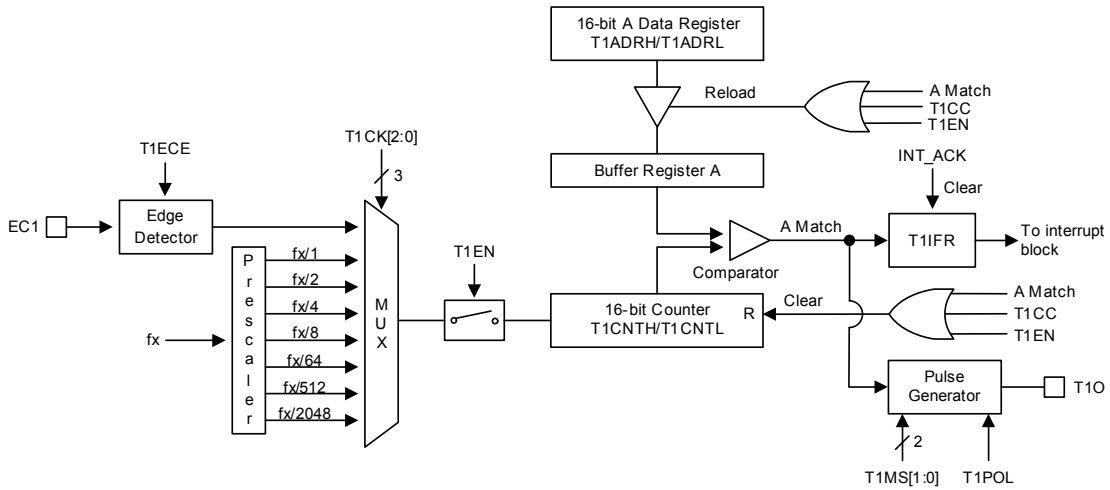 16-bit A Data Register
T1ADRH/T1ADRL
Reload
A Match
T1CC
T1EN
T1CK[2:0]
3
T1ECE
Buffer Register A
INT_ACK
Clear
EC1
Edge
Detector
A Match
T1IFR
To interrupt
block
Comparator
Prescaler
fx/1
fx/2
fx/4
fx/8
fx/64
fx/512
fx/2048
fx
MUX
T1EN
16-bit Counter
T1CNTH/T1CNTL
R
Clear
A Match
T1CC
T1EN
Pulse
Generator
T1O
2
T1MS[1:0]
T1POL